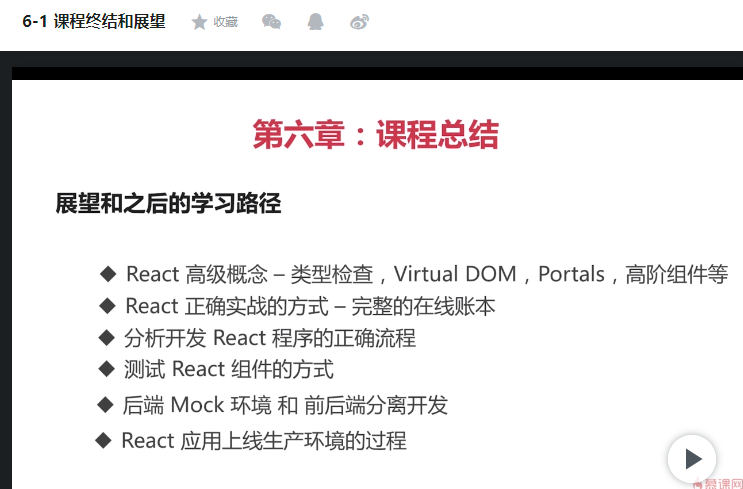 6-1 课程终结和展望
收藏
第六章：课程总结
展望和之后的学习路径
◆ React 高级概念 – 类型检查，Virtual DOM，Portals，高阶组件等
◆ React 正确实战的方式 – 完整的在线账本
◆ 分析开发 React 程序的正确流程
◆ 测试 React 组件的方式
◆ 后端 Mock 环境 和 前后端分离开发
◆ React 应用上线生产环境的过程
慕课网